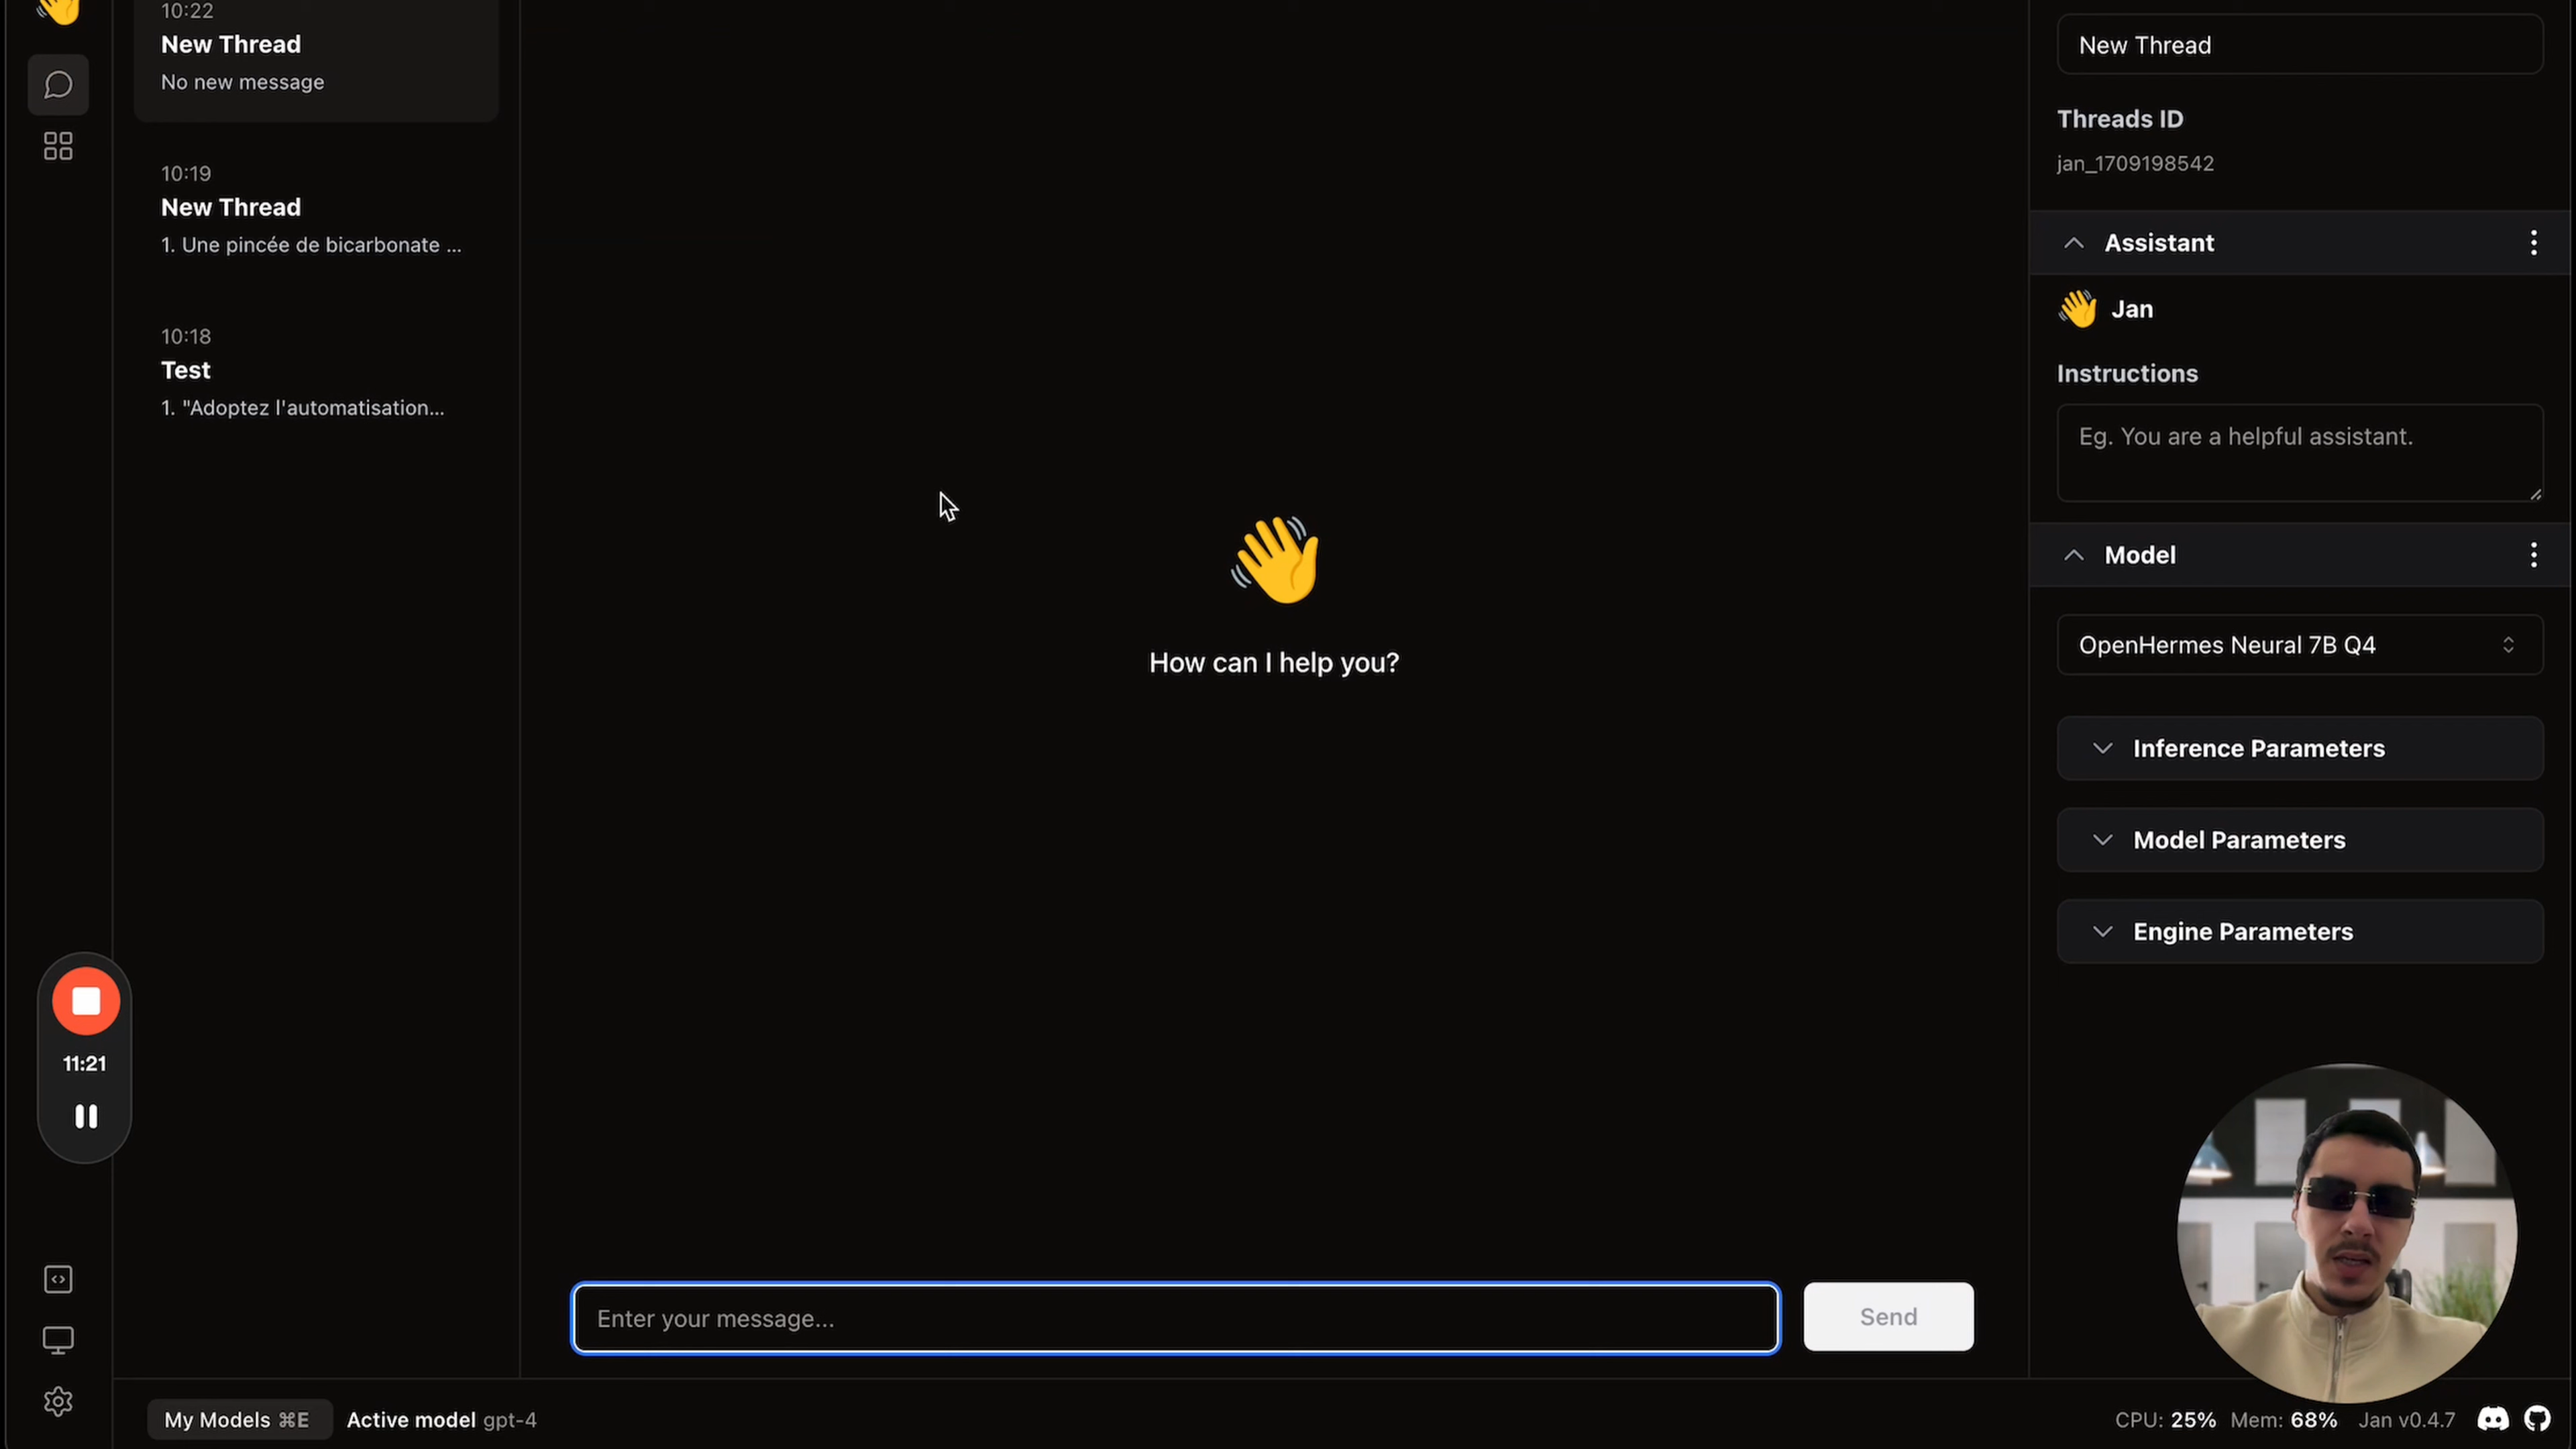 10:22
New Thread
No new message
10:19
New Thread
1. Une pincée de bicarbonate ...
10:18
Test
1. "Adoptez l'automatisation...
11:21
How can I help you?
Enter your message...
Send
New Thread
Threads ID
jan_1709198542
Assistant
Jan
Instructions
Eg. You are a helpful assistant.
Model
OpenHermes Neural 7B Q4
Inference Parameters
Model Parameters
Engine Parameters
My Models ⌘E Active model gpt-4
CPU: 25% Mem: 68% Jan v0.4.7